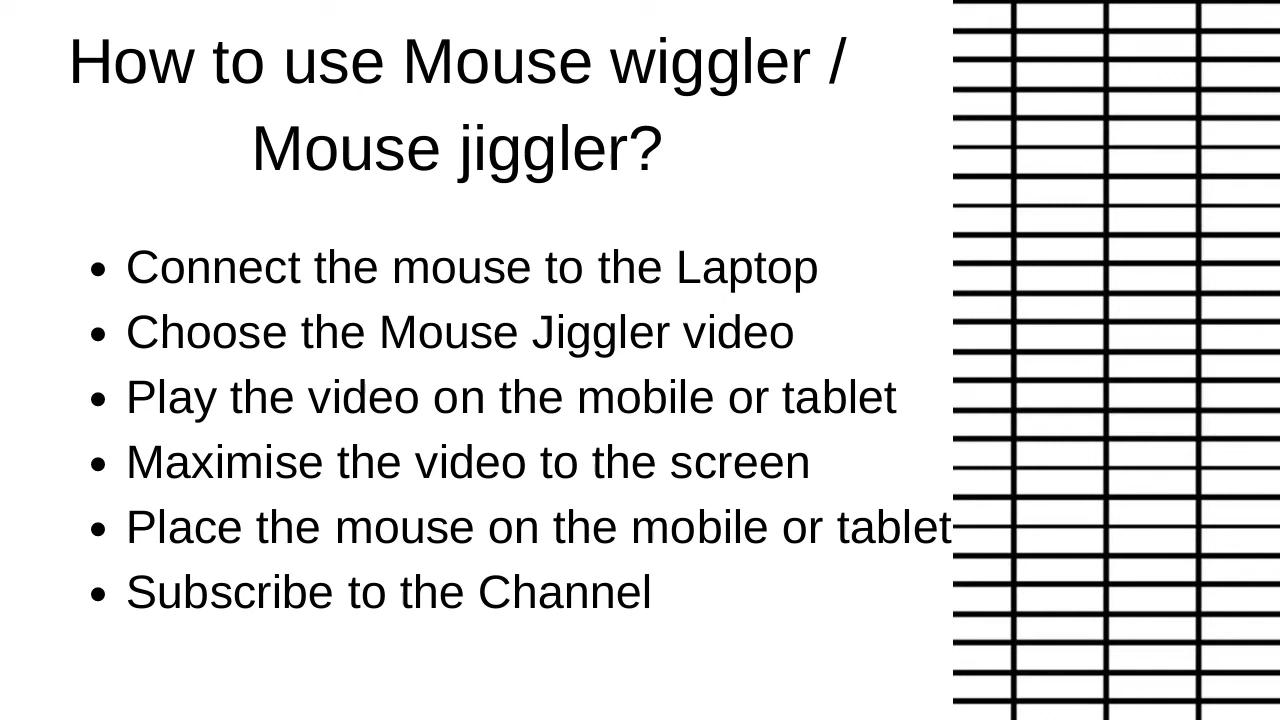 How to use Mouse wiggler /
Mouse jiggler?
• Connect the mouse to the Laptop
• Choose the Mouse Jiggler video
• Play the video on the mobile or tablet
• Maximise the video to the screen
• Place the mouse on the mobile or tablet
• Subscribe to the Channel